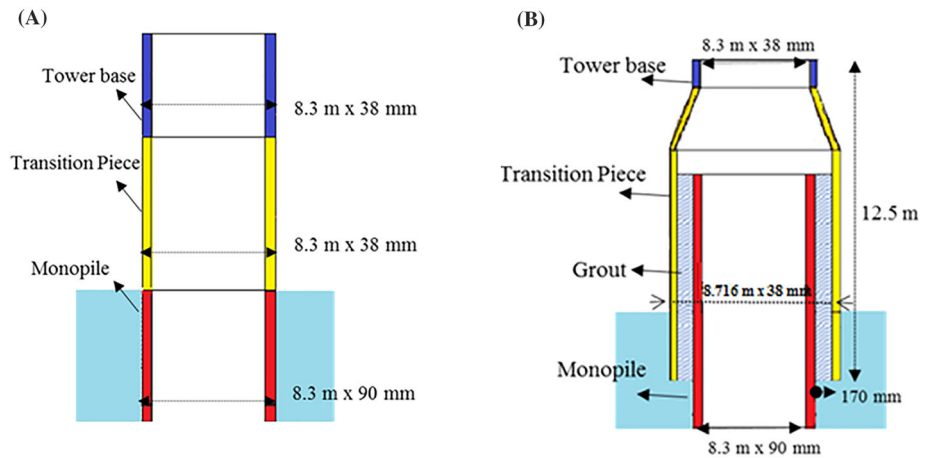 (A)
Tower base
8.3 m x 38 mm
Transition Piece
8.3 m x 38 mm
Monopile
8.3 m x 90 mm
(B)
8.3 m x 38 mm
Tower base
Transition Piece
12.5 m
Grout
8.716 m x 38 mm
Monopile
170 mm
8.3 m x 90 mm